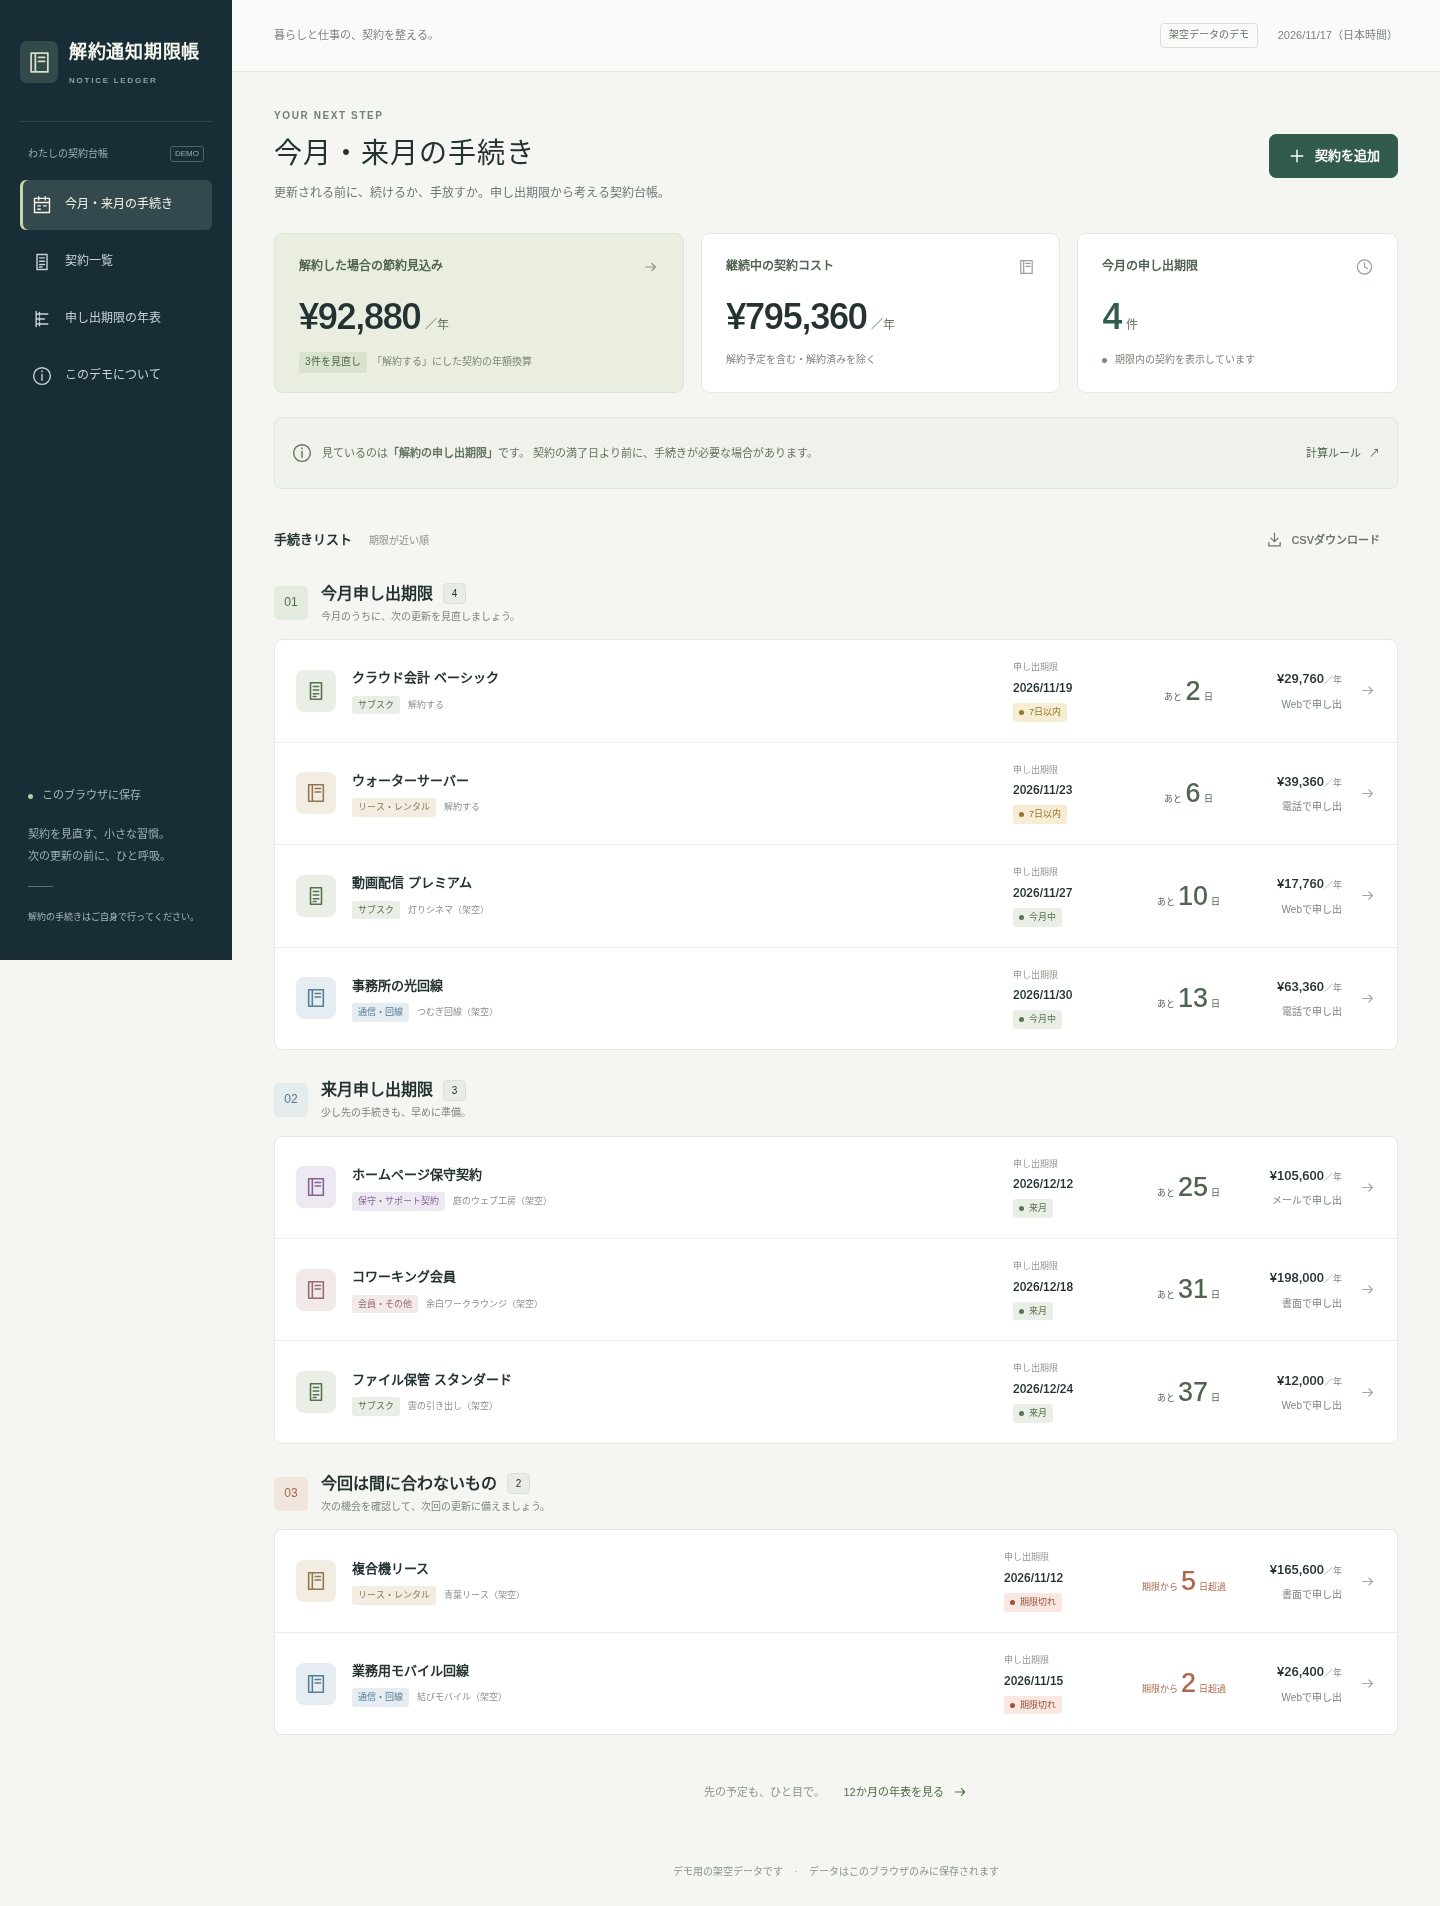 解約通知期限帳
NOTICE LEDGER
わたしの契約台帳 DEMO
今月・来月の手続き
契約一覧
申し出期限の年表
このデモについて
このブラウザに保存
契約を見直す、小さな習慣。
次の更新の前に、ひと呼吸。
解約の手続きはご自身で行ってください。
暮らしと仕事の、契約を整える。
架空データのデモ 2026/11/17（日本時間）
YOUR NEXT STEP
今月・来月の手続き
更新される前に、続けるか、手放すか。申し出期限から考える契約台帳。
契約を追加
解約した場合の節約見込み
¥92,880 ／年
3件を見直し 「解約する」にした契約の年額換算
継続中の契約コスト
¥795,360 ／年
解約予定を含む・解約済みを除く
今月の申し出期限
4 件
期限内の契約を表示しています
見ているのは「解約の申し出期限」です。 契約の満了日より前に、手続きが必要な場合があります。
計算ルール ↗
手続きリスト 期限が近い順
CSVダウンロード
01 今月申し出期限 4
今月のうちに、次の更新を見直しましょう。
クラウド会計 ベーシック
サブスク 解約する
申し出期限
2026/11/19
7日以内
あと 2 日
¥29,760／年
Webで申し出
ウォーターサーバー
リース・レンタル 解約する
申し出期限
2026/11/23
7日以内
あと 6 日
¥39,360／年
電話で申し出
動画配信 プレミアム
サブスク 灯りシネマ（架空）
申し出期限
2026/11/27
今月中
あと 10 日
¥17,760／年
Webで申し出
事務所の光回線
通信・回線 つむぎ回線（架空）
申し出期限
2026/11/30
今月中
あと 13 日
¥63,360／年
電話で申し出
02 来月申し出期限 3
少し先の手続きも、早めに準備。
ホームページ保守契約
保守・サポート契約 庭のウェブ工房（架空）
申し出期限
2026/12/12
来月
あと 25 日
¥105,600／年
メールで申し出
コワーキング会員
会員・その他 余白ワークラウンジ（架空）
申し出期限
2026/12/18
来月
あと 31 日
¥198,000／年
書面で申し出
ファイル保管 スタンダード
サブスク 雲の引き出し（架空）
申し出期限
2026/12/24
来月
あと 37 日
¥12,000／年
Webで申し出
03 今回は間に合わないもの 2
次の機会を確認して、次回の更新に備えましょう。
複合機リース
リース・レンタル 青葉リース（架空）
申し出期限
2026/11/12
期限切れ
期限から 5 日超過
¥165,600／年
書面で申し出
業務用モバイル回線
通信・回線 結びモバイル（架空）
申し出期限
2026/11/15
期限切れ
期限から 2 日超過
¥26,400／年
Webで申し出
先の予定も、ひと目で。 12か月の年表を見る →
デモ用の架空データです ・ データはこのブラウザのみに保存されます